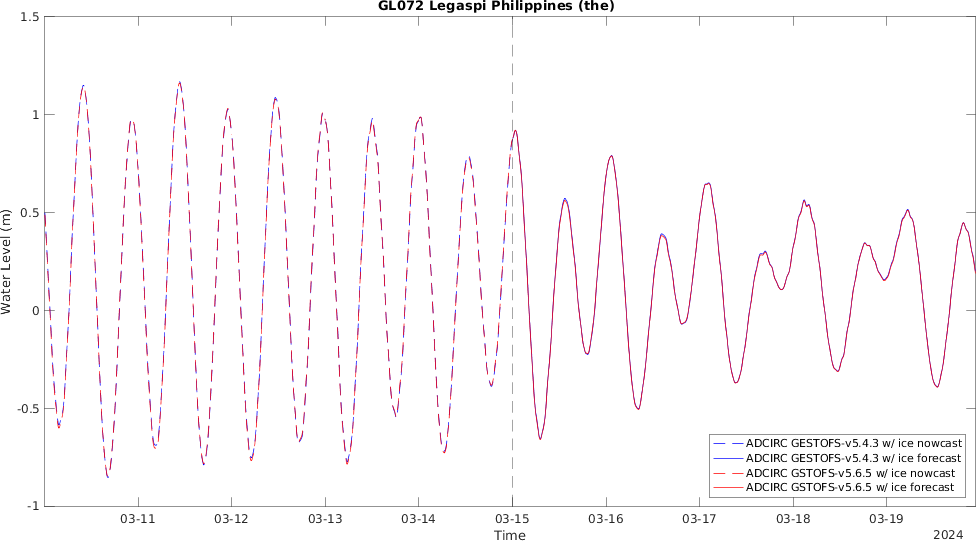 GL072 Legaspi Philippines (the)
1.5
1
0.5
0
-0.5
-1
Water Level (m)
03-11
03-12
03-13
03-14
03-15
03-16
03-17
03-18
03-19
Time
2024
ADCIRC GESTOFS-v5.4.3 w/ ice nowcast
ADCIRC GESTOFS-v5.4.3 w/ ice forecast
ADCIRC GSTOFS-v5.6.5 w/ ice nowcast
ADCIRC GSTOFS-v5.6.5 w/ ice forecast